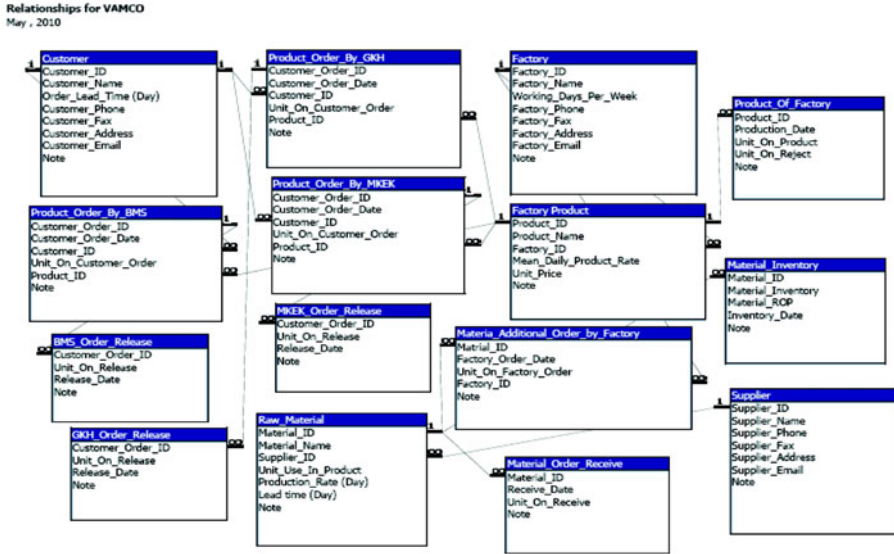 Relationships for VAMCO
May , 2010
Customer
Customer_ID
Customer_Name
Order_Lead_Time (Day)
Customer_Phone
Customer_Fax
Customer_Address
Customer_Email
Note
Product_Order_By_GKH
Customer_Order_ID
Customer_Order_Date
Customer_ID
Unit_On_Customer_Order
Product_ID
Note
Factory
Factory_ID
Factory_Name
Working_Days_Per_Week
Factory_Phone
Factory_Fax
Factory_Address
Factory_Email
Note
Product_Of_Factory
Product_ID
Production_Date
Unit_On_Product
Unit_On_Reject
Note
Product_Order_By_BMS
Customer_Order_ID
Customer_Order_Date
Customer_ID
Unit_On_Customer_Order
Product_ID
Note
Product_Order_By_MKEK
Customer_Order_ID
Customer_Order_Date
Customer_ID
Unit_On_Customer_Order
Product_ID
Note
Factory Product
Product_ID
Product_Name
Factory_ID
Mean_Daily_Product_Rate
Unit_Price
Note
Material_Inventory
Material_ID
Material_Inventory
Material_ROP
Inventory_Date
Note
BMS_Order_Release
Customer_Order_ID
Unit_On_Release
Release_Date
Note
MKEK_Order_Release
Customer_Order_ID
Unit_On_Release
Release_Date
Note
Materia_Additional_Order_by_Factory
Matrial_ID
Factory_Order_Date
Unit_On_Factory_Order
Factory_ID
Note
Supplier
Supplier_ID
Supplier_Name
Supplier_Phone
Supplier_Fax
Supplier_Address
Supplier_Email
Note
GKH_Order_Release
Customer_Order_ID
Unit_On_Release
Release_Date
Note
Raw_Material
Material_ID
Material_Name
Supplier_ID
Unit_Use_In_Product
Production_Rate (Day)
Lead time (Day)
Note
Material_Order_Receive
Material_ID
Receive_Date
Unit_On_Receive
Note